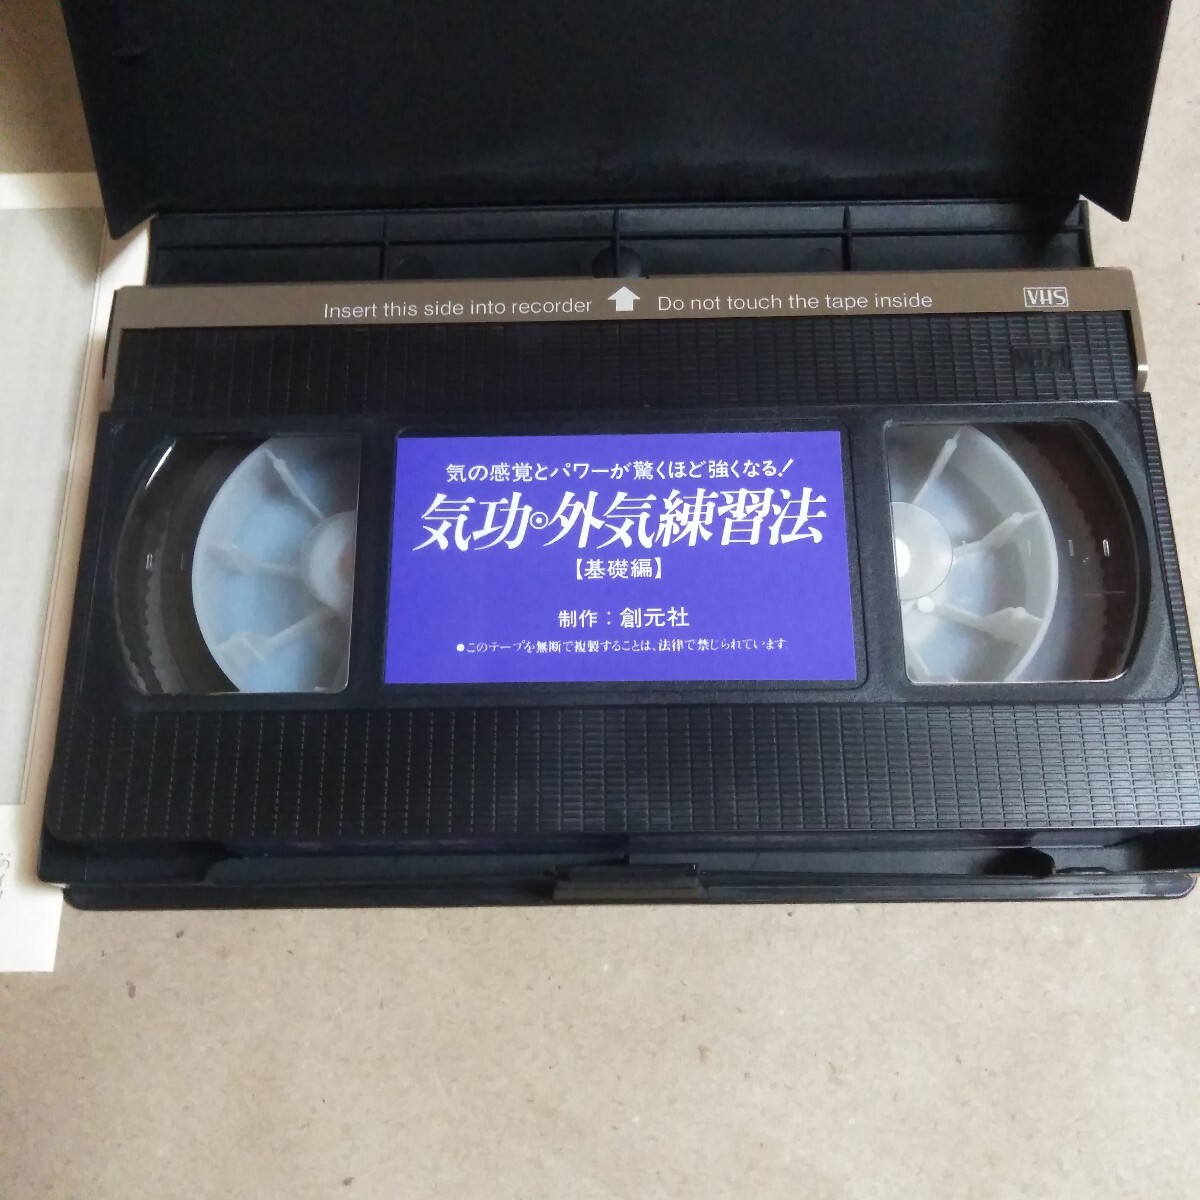 Insert this side into recorder Do not touch the tape inside VHS
気の感覚とパワーが驚くほど強くなる!
気功◎外気練習法
【基礎編】
制作:創元社
●このテープを無断で複製することは、法律で禁じられています。